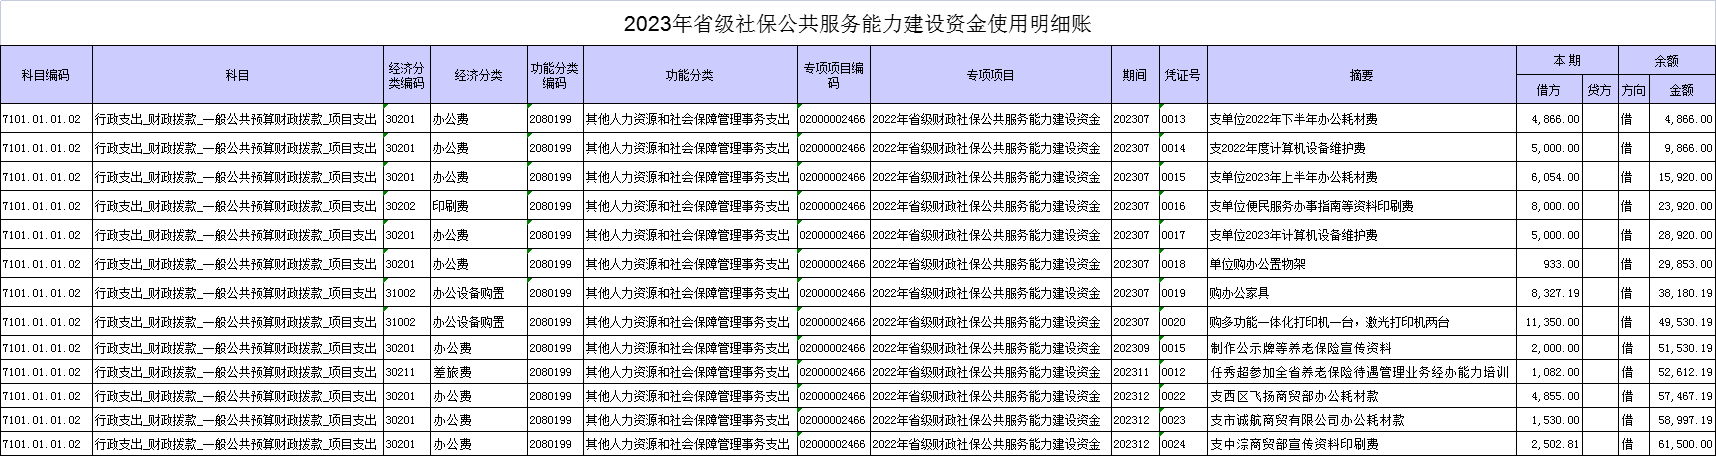 2023年省级社保公共服务能力建设资金使用明细账
科目编码 科目 经济分类编码 经济分类 功能分类编码 功能分类 专项项目编码 专项项目 期间 凭证号 摘要 本期 余额
借方 贷方 方向 金额
7101.01.01.02 行政支出_财政拨款_一般公共预算财政拨款_项目支出 30201 办公费 2080199 其他人力资源和社会保障管理事务支出 02000002466 2022年省级财政社保公共服务能力建设资金 202307 0013 支单位2022年下半年办公耗材费 4,866.00 借 4,866.00
7101.01.01.02 行政支出_财政拨款_一般公共预算财政拨款_项目支出 30201 办公费 2080199 其他人力资源和社会保障管理事务支出 02000002466 2022年省级财政社保公共服务能力建设资金 202307 0014 支2022年度计算机设备维护费 5,000.00 借 9,866.00
7101.01.01.02 行政支出_财政拨款_一般公共预算财政拨款_项目支出 30201 办公费 2080199 其他人力资源和社会保障管理事务支出 02000002466 2022年省级财政社保公共服务能力建设资金 202307 0015 支单位2023年上半年办公耗材费 6,054.00 借 15,920.00
7101.01.01.02 行政支出_财政拨款_一般公共预算财政拨款_项目支出 30202 印刷费 2080199 其他人力资源和社会保障管理事务支出 02000002466 2022年省级财政社保公共服务能力建设资金 202307 0016 支单位便民服务办事指南等资料印刷费 8,000.00 借 23,920.00
7101.01.01.02 行政支出_财政拨款_一般公共预算财政拨款_项目支出 30201 办公费 2080199 其他人力资源和社会保障管理事务支出 02000002466 2022年省级财政社保公共服务能力建设资金 202307 0017 支单位2023年计算机设备维护费 5,000.00 借 28,920.00
7101.01.01.02 行政支出_财政拨款_一般公共预算财政拨款_项目支出 30201 办公费 2080199 其他人力资源和社会保障管理事务支出 02000002466 2022年省级财政社保公共服务能力建设资金 202307 0018 单位购办公置物架 933.00 借 29,853.00
7101.01.01.02 行政支出_财政拨款_一般公共预算财政拨款_项目支出 31002 办公设备购置 2080199 其他人力资源和社会保障管理事务支出 02000002466 2022年省级财政社保公共服务能力建设资金 202307 0019 购办公家具 8,327.19 借 38,180.19
7101.01.01.02 行政支出_财政拨款_一般公共预算财政拨款_项目支出 31002 办公设备购置 2080199 其他人力资源和社会保障管理事务支出 02000002466 2022年省级财政社保公共服务能力建设资金 202307 0020 购多功能一体化打印机一台，激光打印机两台 11,350.00 借 49,530.19
7101.01.01.02 行政支出_财政拨款_一般公共预算财政拨款_项目支出 30201 办公费 2080199 其他人力资源和社会保障管理事务支出 02000002466 2022年省级财政社保公共服务能力建设资金 202309 0015 制作公示牌等养老保险宣传资料 2,000.00 借 51,530.19
7101.01.01.02 行政支出_财政拨款_一般公共预算财政拨款_项目支出 30211 差旅费 2080199 其他人力资源和社会保障管理事务支出 02000002466 2022年省级财政社保公共服务能力建设资金 202311 0012 任秀超参加全省养老保险待遇管理业务经办能力培训 1,082.00 借 52,612.19
7101.01.01.02 行政支出_财政拨款_一般公共预算财政拨款_项目支出 30201 办公费 2080199 其他人力资源和社会保障管理事务支出 02000002466 2022年省级财政社保公共服务能力建设资金 202312 0022 支西区飞扬商贸部办公耗材款 4,855.00 借 57,467.19
7101.01.01.02 行政支出_财政拨款_一般公共预算财政拨款_项目支出 30201 办公费 2080199 其他人力资源和社会保障管理事务支出 02000002466 2022年省级财政社保公共服务能力建设资金 202312 0023 支市诚航商贸有限公司办公耗材款 1,530.00 借 58,997.19
7101.01.01.02 行政支出_财政拨款_一般公共预算财政拨款_项目支出 30201 办公费 2080199 其他人力资源和社会保障管理事务支出 02000002466 2022年省级财政社保公共服务能力建设资金 202312 0024 支中淙商贸部宣传资料印刷费 2,502.81 借 61,500.00